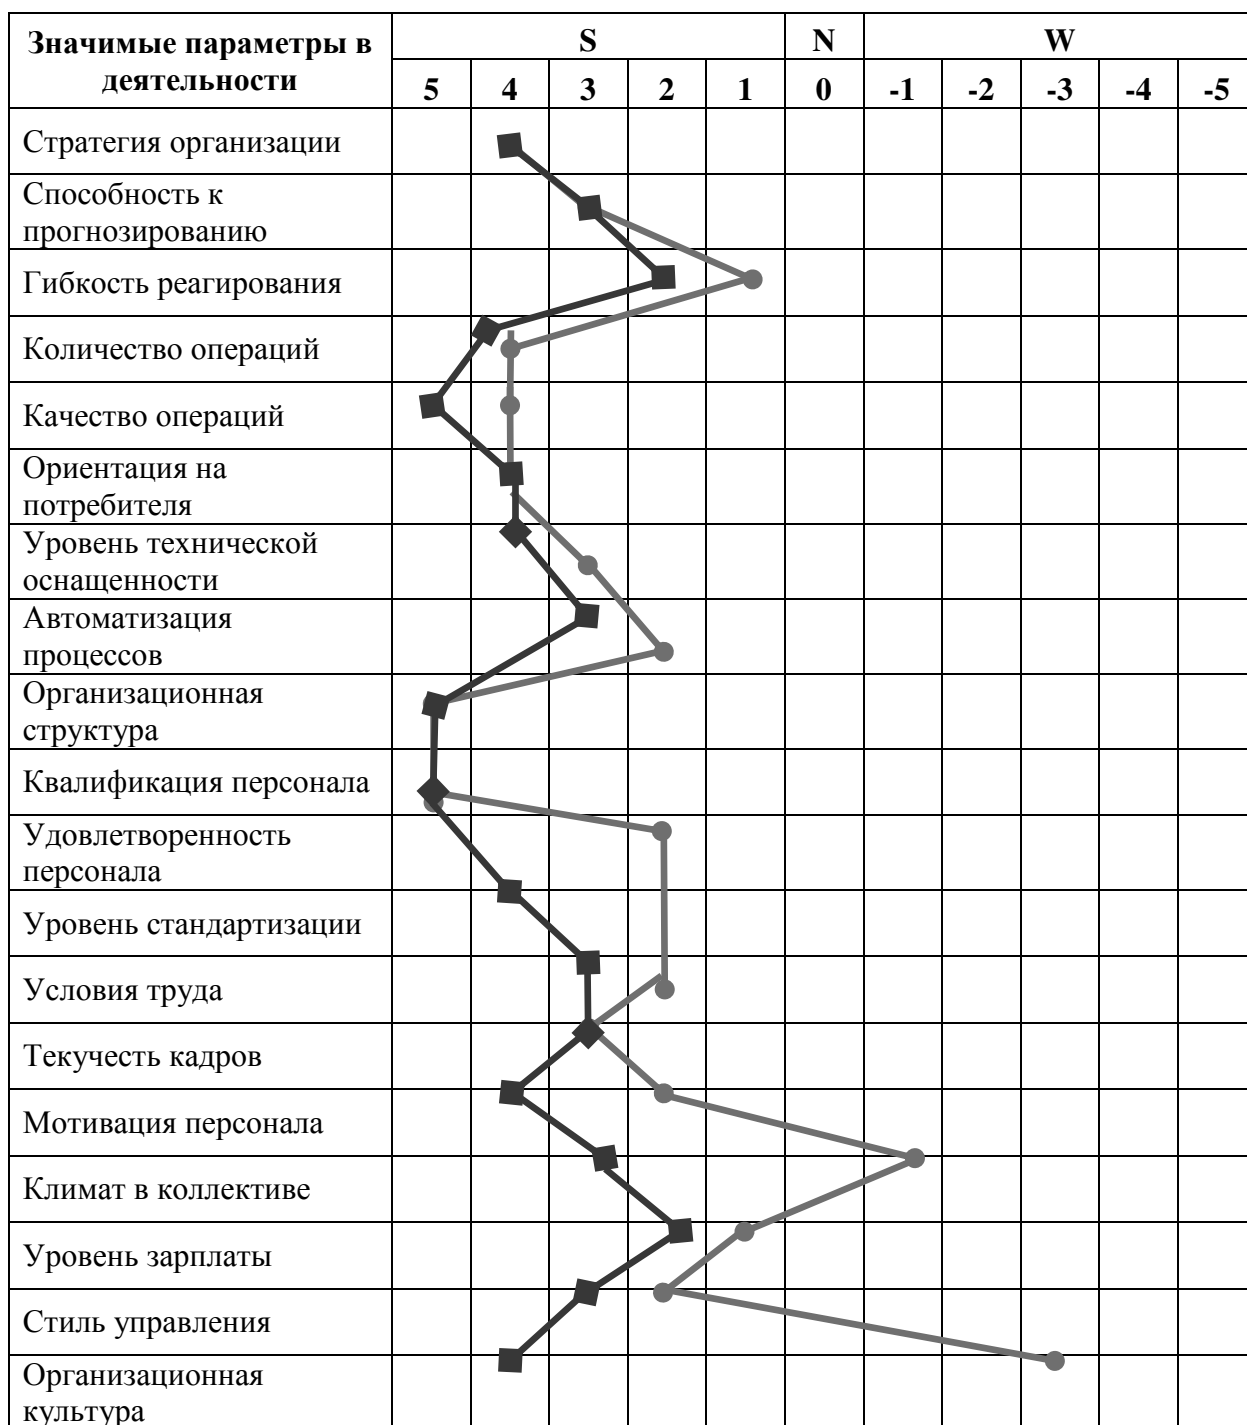 Значимые параметры в
деятельности
S
N
W
5
4
3
2
1
0
-1
-2
-3
-4
-5
Стратегия организации
Способность к
прогнозированию
Гибкость реагирования
Количество операций
Качество операций
Ориентация на
потребителя
Уровень технической
оснащенности
Автоматизация
процессов
Организационная
структура
Квалификация персонала
Удовлетворенность
персонала
Уровень стандартизации
Условия труда
Текучесть кадров
Мотивация персонала
Климат в коллективе
Уровень зарплаты
Стиль управления
Организационная
культура